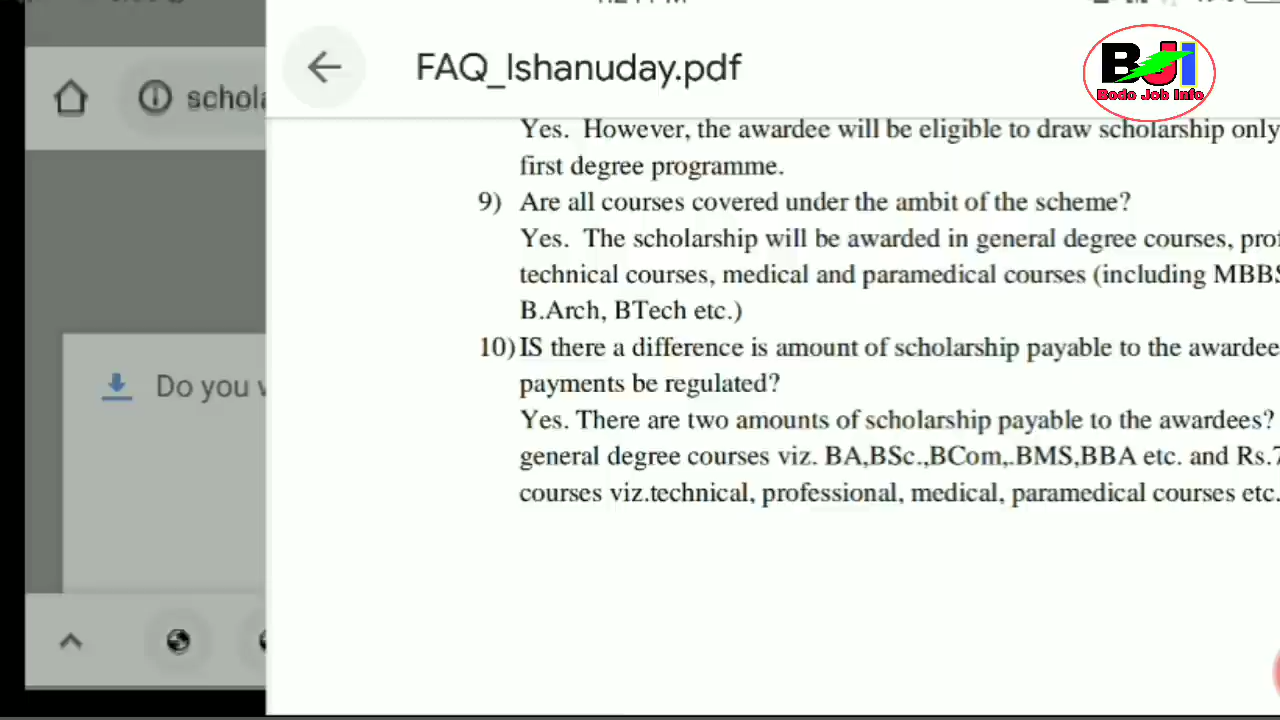 FAQ_Ishanuday.pdf
BJI
Bodo Job Info
schola
Yes. However, the awardee will be eligible to draw scholarship only
first degree programme.
9) Are all courses covered under the ambit of the scheme?
Yes. The scholarship will be awarded in general degree courses, prof
technical courses, medical and paramedical courses (including MBBS
B.Arch, BTech etc.)
10) IS there a difference is amount of scholarship payable to the awardee
payments be regulated?
Yes. There are two amounts of scholarship payable to the awardees?
general degree courses viz. BA,BSc.,BCom,.BMS,BBA etc. and Rs.7
courses viz.technical, professional, medical, paramedical courses etc.
Do you